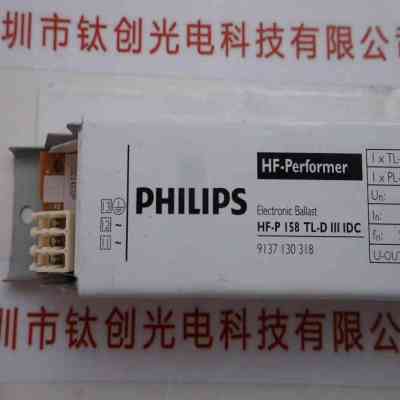 圳市钛创光电科技有限公
HF-Performer
PHILIPS
Electronic Ballast
HF-P 158 TL-D III IDC
9137 130 318
1 x TL-
1 x PL-
Un:
In:
fn:
U-OUT
圳市钛创光电科技有限公